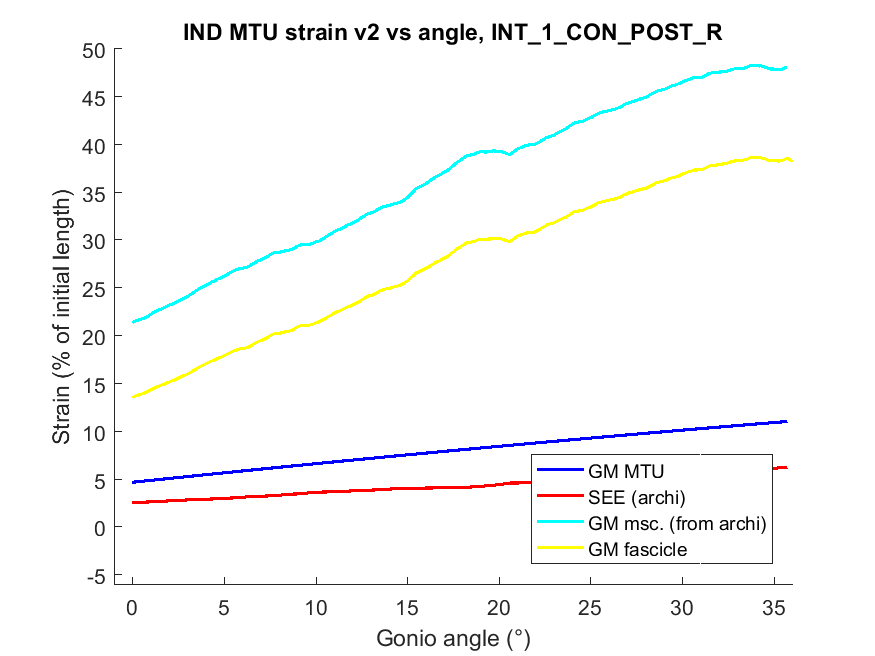 IND MTU strain v2 vs angle, INT_1_CON_POST_R
Strain (% of initial length)
50
45
40
35
30
25
20
15
10
5
0
-5
GM MTU
SEE (archi)
GM msc. (from archi)
GM fascicle
0 5 10 15 20 25 30 35
Gonio angle (°)